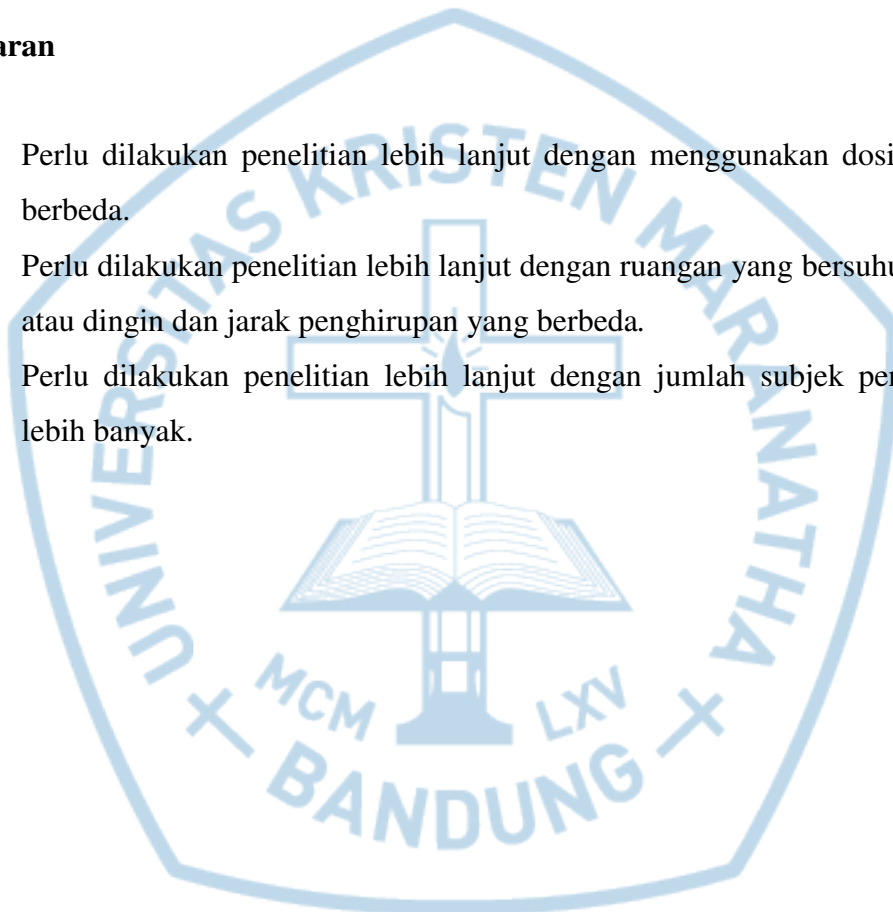 aran
Perlu dilakukan penelitian lebih lanjut dengan menggunakan dosi
berbeda.
Perlu dilakukan penelitian lebih lanjut dengan ruangan yang bersuhu
atau dingin dan jarak penghirupan yang berbeda.
Perlu dilakukan penelitian lebih lanjut dengan jumlah subjek per
lebih banyak.
UNIVERSITAS KRISTEN MARANATHA
MCM LXV
BANDUNG